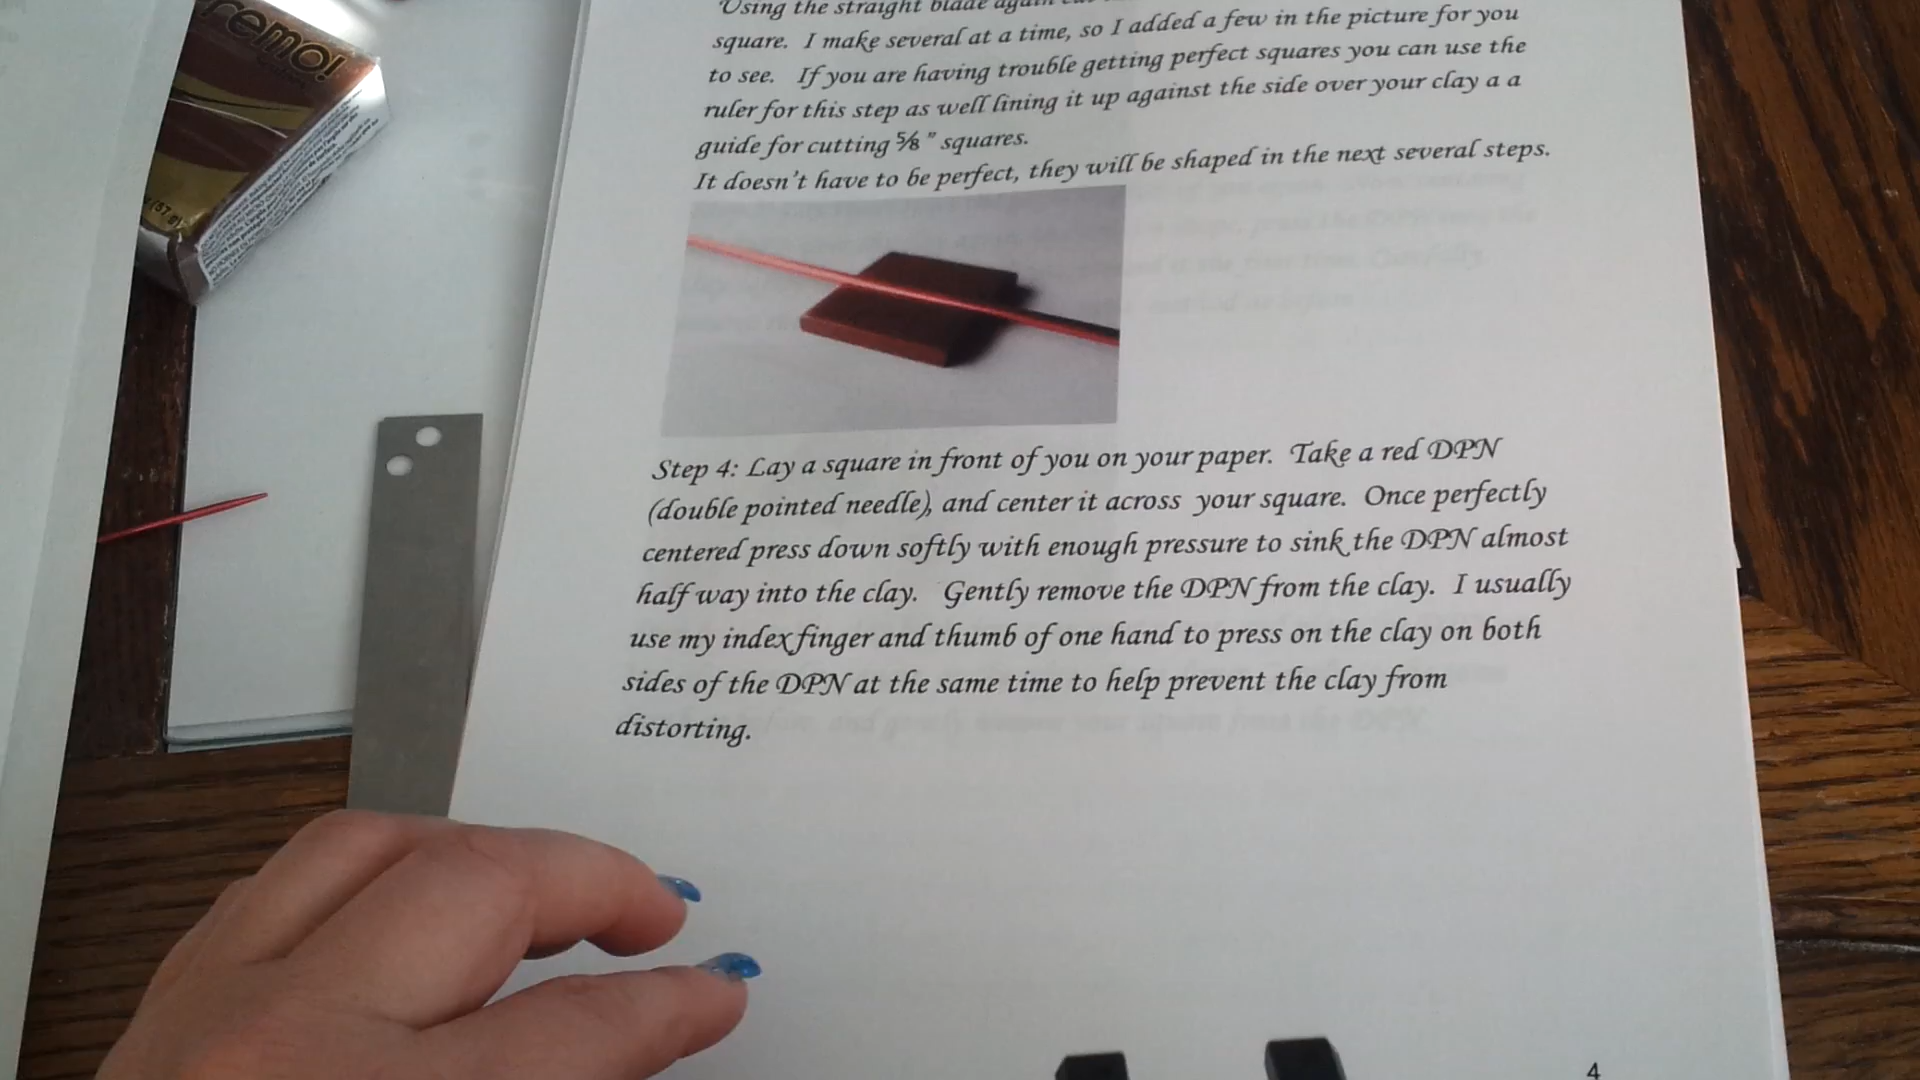 remo!
(57 g)
Using the straight blade again
square. I make several at a time, so I added a few in the picture for you
to see. If you are having trouble getting perfect squares you can use the
ruler for this step as well lining it up against the side over your clay a a
guide for cutting ⅝" squares.
It doesn't have to be perfect, they will be shaped in the next several steps.
Step 4: Lay a square in front of you on your paper. Take a red DPN
(double pointed needle), and center it across your square. Once perfectly
centered press down softly with enough pressure to sink the DPN almost
half way into the clay. Gently remove the DPN from the clay. I usually
use my index finger and thumb of one hand to press on the clay on both
sides of the DPN at the same time to help prevent the clay from
distorting.
4